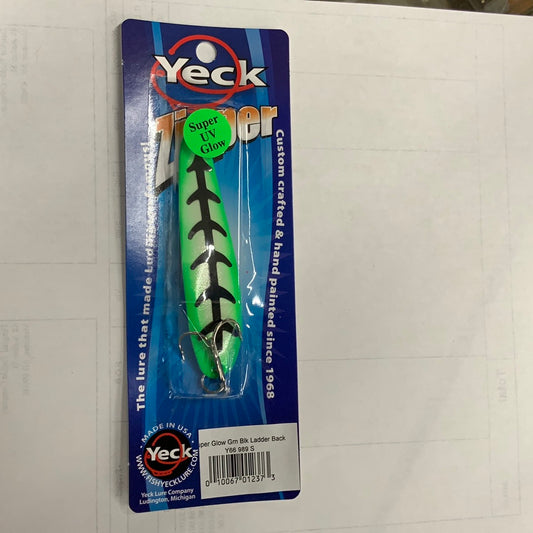 Yeck
Zipper
Super
UV
Glow
Custom crafted & hand painted since 1968
The lure that made Ludington
MADE IN USA
Yeck
WWW.FISHYECKLURE.COM
Yeck Lure Company
Ludington, Michigan
uper Glow Grn Blk Ladder Back
Y66 989 S
0 10067 01237 3